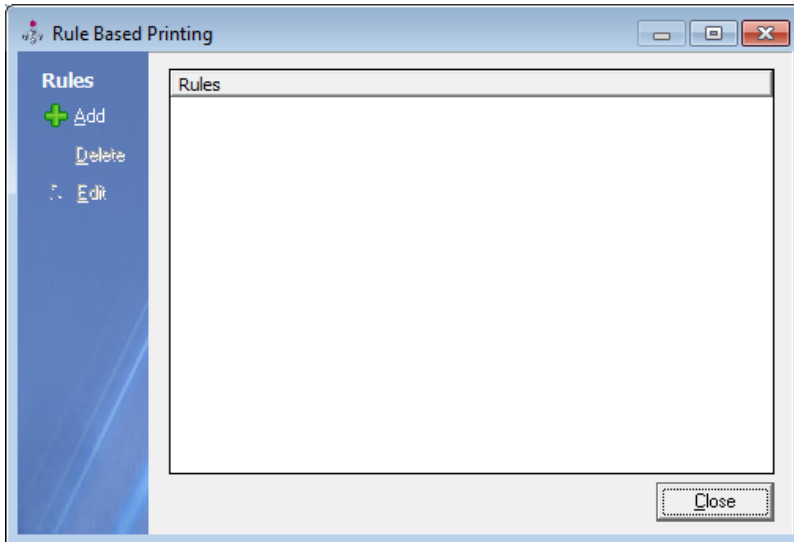 Rule Based Printing
Rules
Add
Delete
Edit
Rules
Close